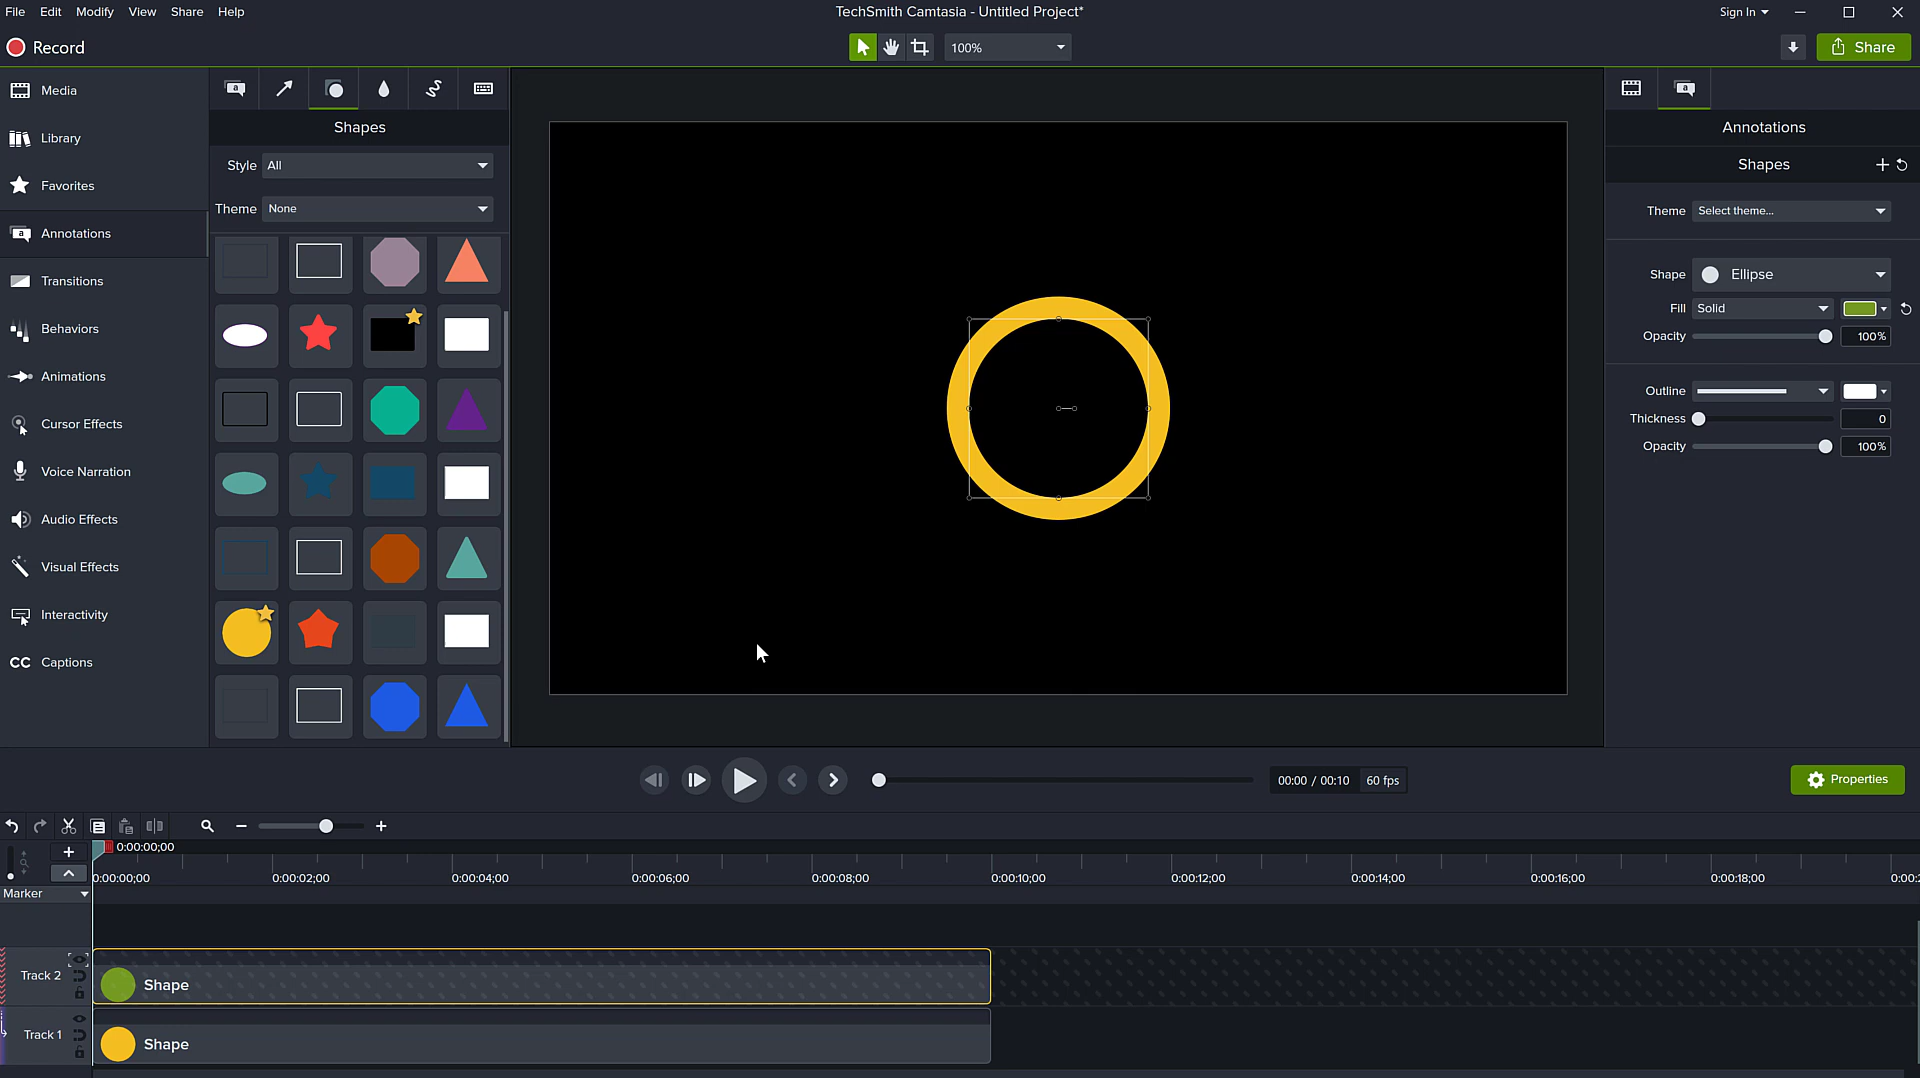 File Edit Modify View Share Help
TechSmith Camtasia - Untitled Project*
Sign In
Record
100%
Share
Media
Library
Favorites
Annotations
Transitions
Behaviors
Animations
Cursor Effects
Voice Narration
Audio Effects
Visual Effects
Interactivity
CC Captions
a
Shapes
Style All
Theme None
a
Annotations
Shapes
Theme Select theme...
Shape Ellipse
Fill Solid
Opacity 100%
Outline
Thickness 0
Opacity 100%
00:00 / 00:10 60 fps
Properties
0:00:00;00
0:00:00;00 0:00:02;00 0:00:04;00 0:00:06;00 0:00:08;00 0:00:10;00 0:00:12;00 0:00:14;00 0:00:16;00 0:00:18;00 0:00:
Marker
Track 2 Shape
Track 1 Shape